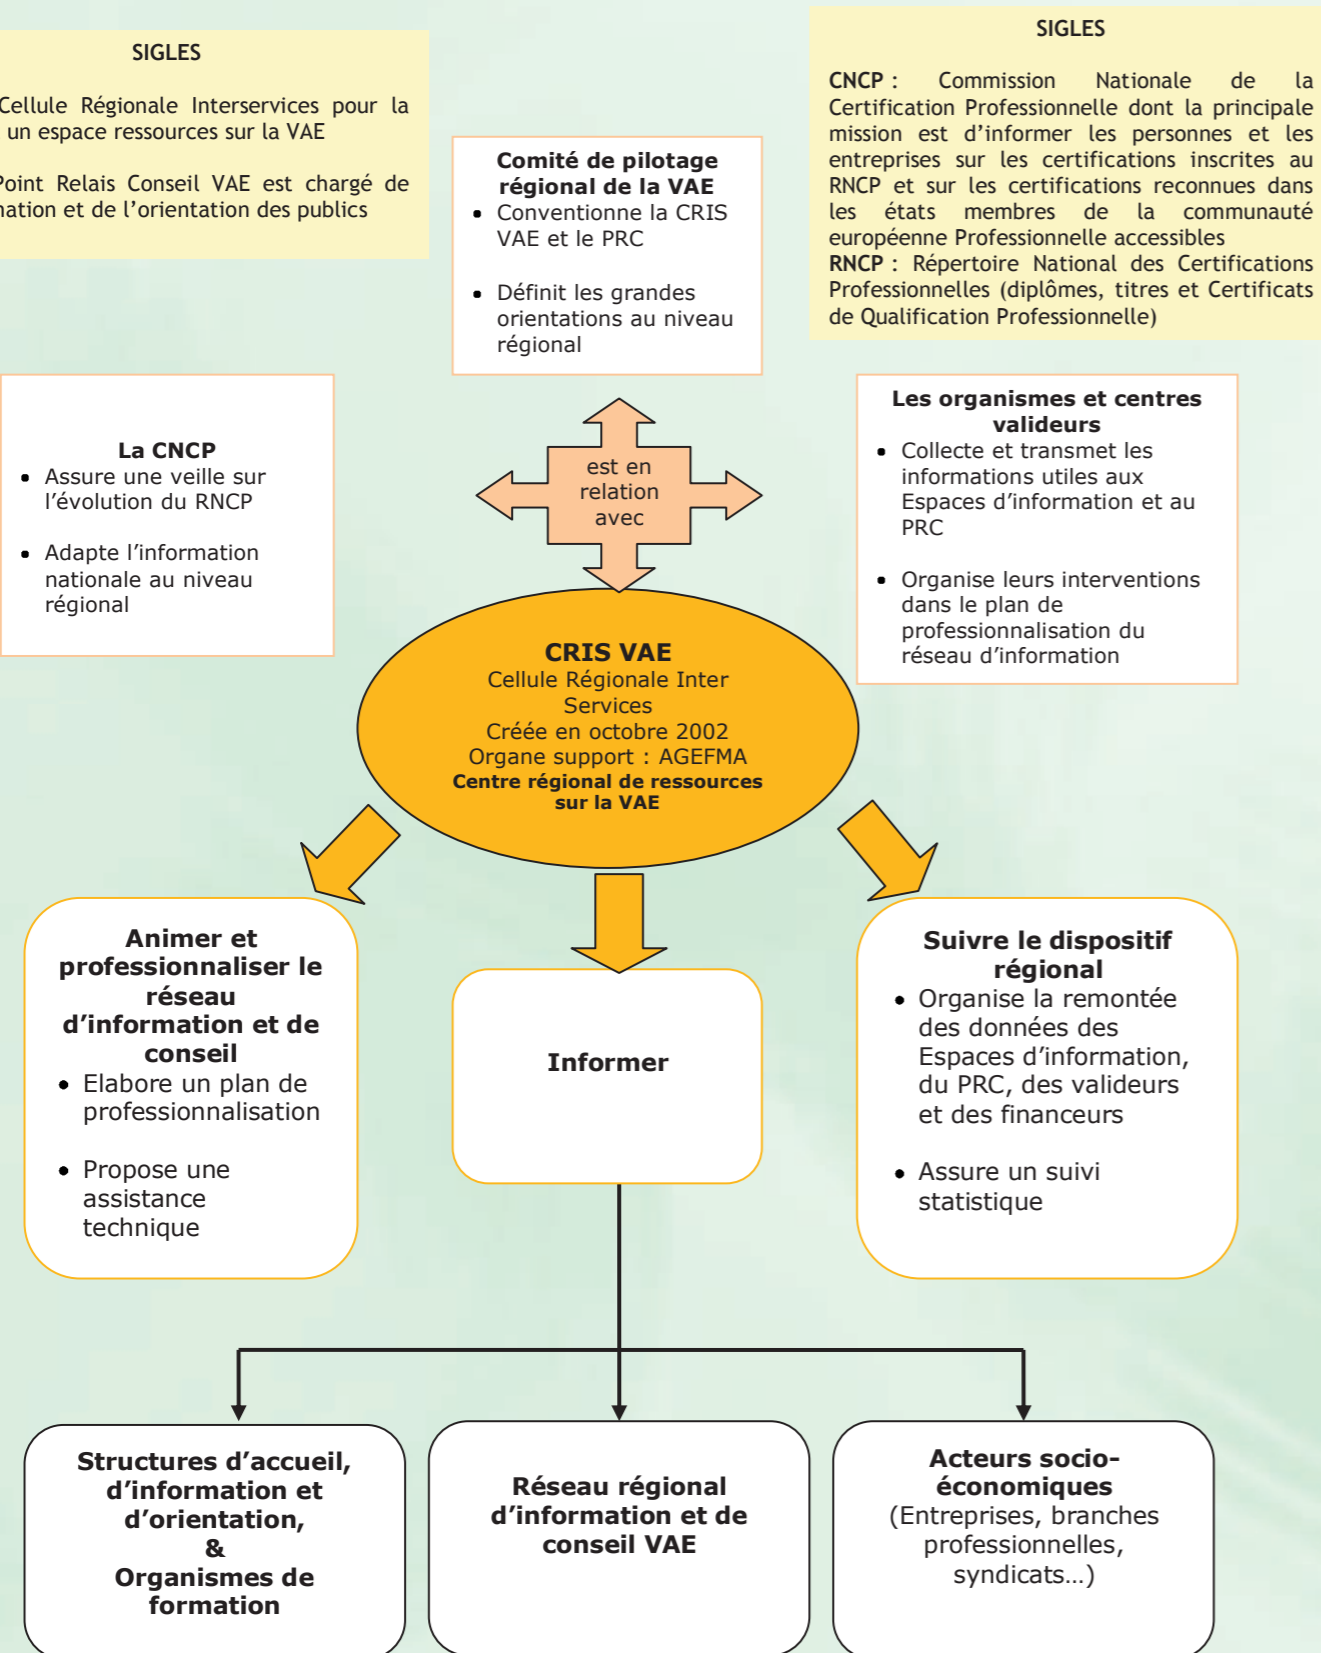 SIGLES
Cellule Régionale Interservices pour la
un espace ressources sur la VAE
Point Relais Conseil VAE est chargé de
et de l’orientation des publics
SIGLES
CNCP : Commission Nationale de la
Certification Professionnelle dont la principale
mission est d’informer les personnes et les
entreprises sur les certifications inscrites au
RNCP et sur les certifications reconnues dans
les états membres de la communauté
européenne Professionnelle accessibles
RNCP : Répertoire National des Certifications
Professionnelles (diplômes, titres et Certificats
de Qualification Professionnelle)
Comité de pilotage
régional de la VAE
• Conventionne la CRIS
VAE et le PRC
• Définit les grandes
orientations au niveau
régional
La CNCP
• Assure une veille sur
l’évolution du RNCP
• Adapte l’information
nationale au niveau
régional
est en
relation
avec
Les organismes et centres
valideurs
• Collecte et transmet les
informations utiles aux
Espaces d’information et au
PRC
• Organise leurs interventions
dans le plan de
professionnalisation du
réseau d’information
CRIS VAE
Cellule Régionale Inter
Services
Créée en octobre 2002
Organe support : AGEFMA
Centre régional de ressources
sur la VAE
Animer et
professionnaliser le
réseau
d’information et de
conseil
• Elabore un plan de
professionnalisation
• Propose une
assistance
technique
Informer
Suivre le dispositif
régional
• Organise la remontée
des données des
Espaces d’information,
du PRC, des valideurs
et des financeurs
• Assure un suivi
statistique
Structures d’accueil,
d’information et
d’orientation,
&
Organismes de
formation
Réseau régional
d’information et de
conseil VAE
Acteurs socio-
économiques
(Entreprises, branches
professionnelles,
syndicats…)